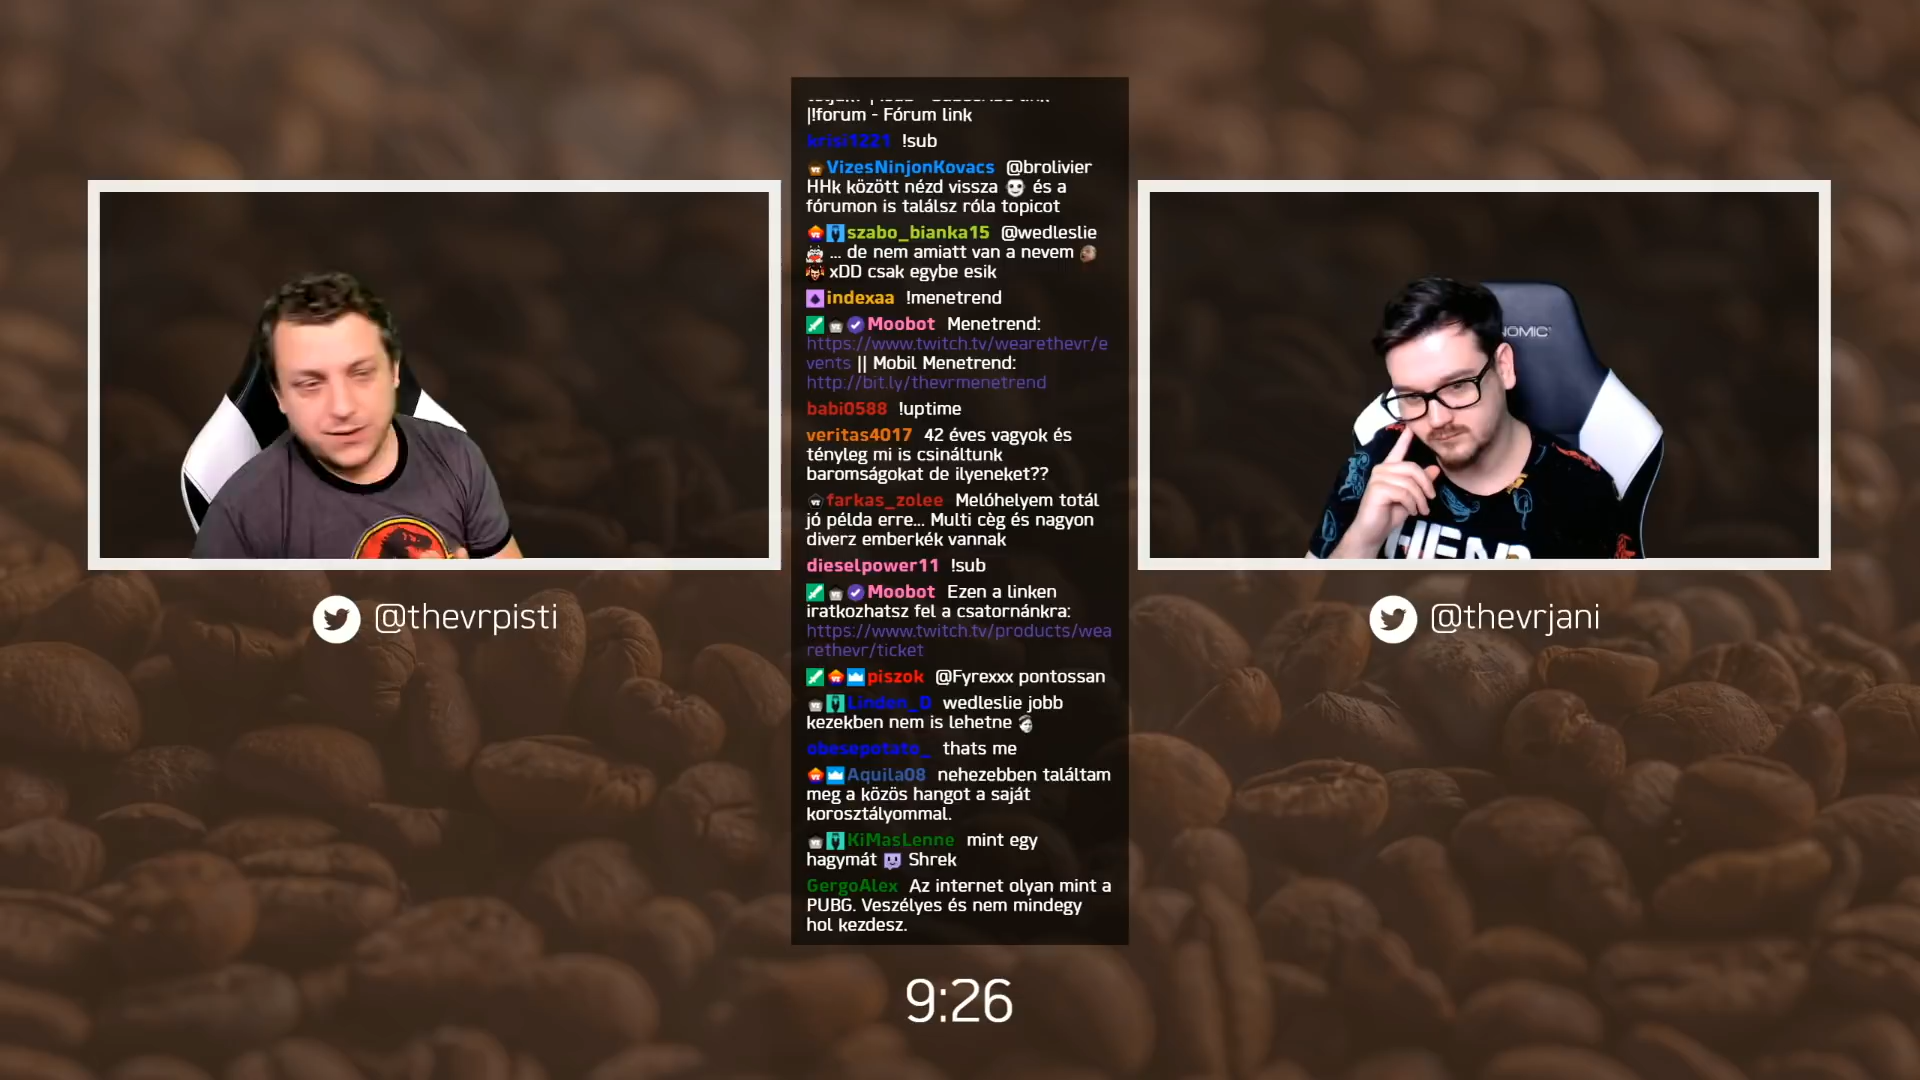 |!forum - Fórum link
krisi1221 !sub
VizesNinjonKovacs @brolivier
HHk között nézd vissza és a
fórumon is találsz róla topicot
szabo_bianka15 @wedleslie
... de nem amiatt van a nevem
xDD csak egybe esik
indexaa !menetrend
Moobot Menetrend:
https://www.twitch.tv/wearethevr/e
vents || Mobil Menetrend:
http://bit.ly/thevrmenetrend
babi0588 !uptime
veritas4017 42 éves vagyok és
tényleg mi is csináltunk
baromságokat de ilyeneket??
farkas_zolee Melóhelyem totál
jó példa erre... Multi cèg és nagyon
diverz emberkék vannak
dieselpower11 !sub
Moobot Ezen a linken
iratkozhatsz fel a csatornánkra:
https://www.twitch.tv/products/wea
rethevr/ticket
piszok @Fyrexxx pontossan
Linden_D wedleslie jobb
kezekben nem is lehetne
obesepotato_ thats me
Aquila08 nehezebben találtam
meg a közös hangot a saját
korosztályommal.
KiMasLenne mint egy
hagymát Shrek
GergoAlex Az internet olyan mint a
PUBG. Veszélyes és nem mindegy
hol kezdesz.
NOMIC
@thevrpisti
@thevrjani
9:26